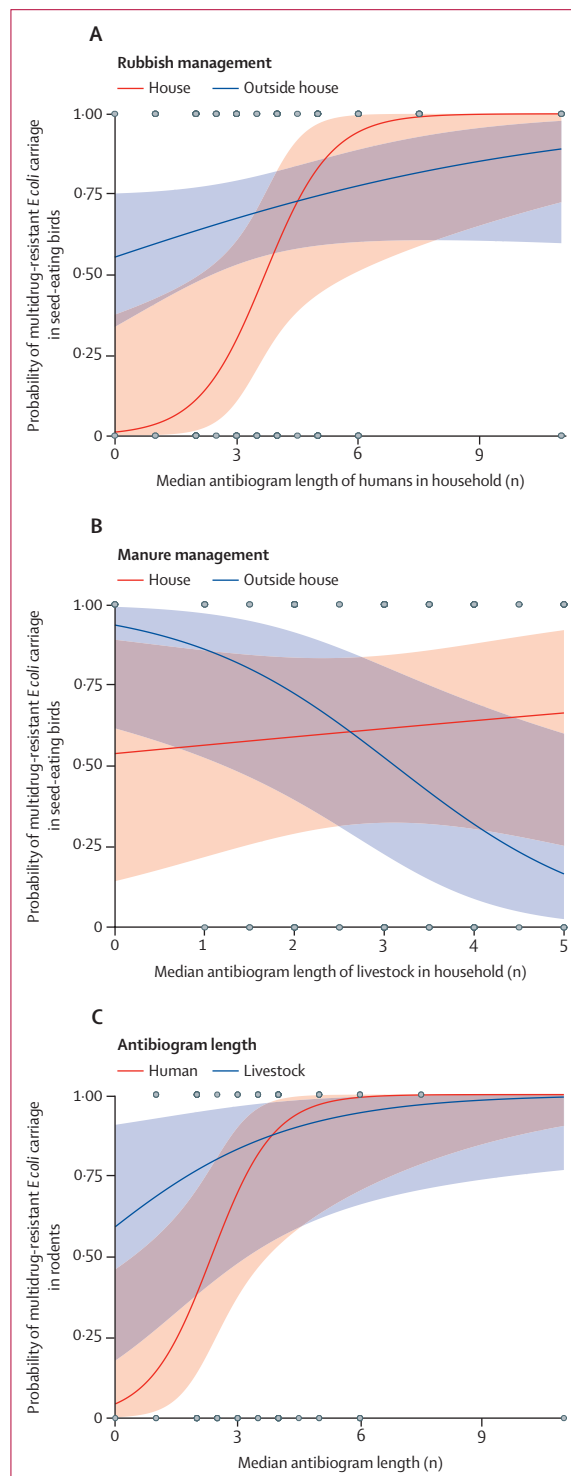 A
Rubbish management
House Outside house
1·00
0·75
0·50
0·25
0
0 3 6 9
Probability of multidrug-resistant E coli carriage
in seed-eating birds
Median antibiogram length of humans in household (n)
B
Manure management
House Outside house
1·00
0·75
0·50
0·25
0
0 1 2 3 4 5
Probability of multidrug-resistant E coli carriage
in seed-eating birds
Median antibiogram length of livestock in household (n)
C
Antibiogram length
Human Livestock
1·00
0·75
0·50
0·25
0
0 3 6 9
Probability of multidrug-resistant E coli carriage
in rodents
Median antibiogram length (n)